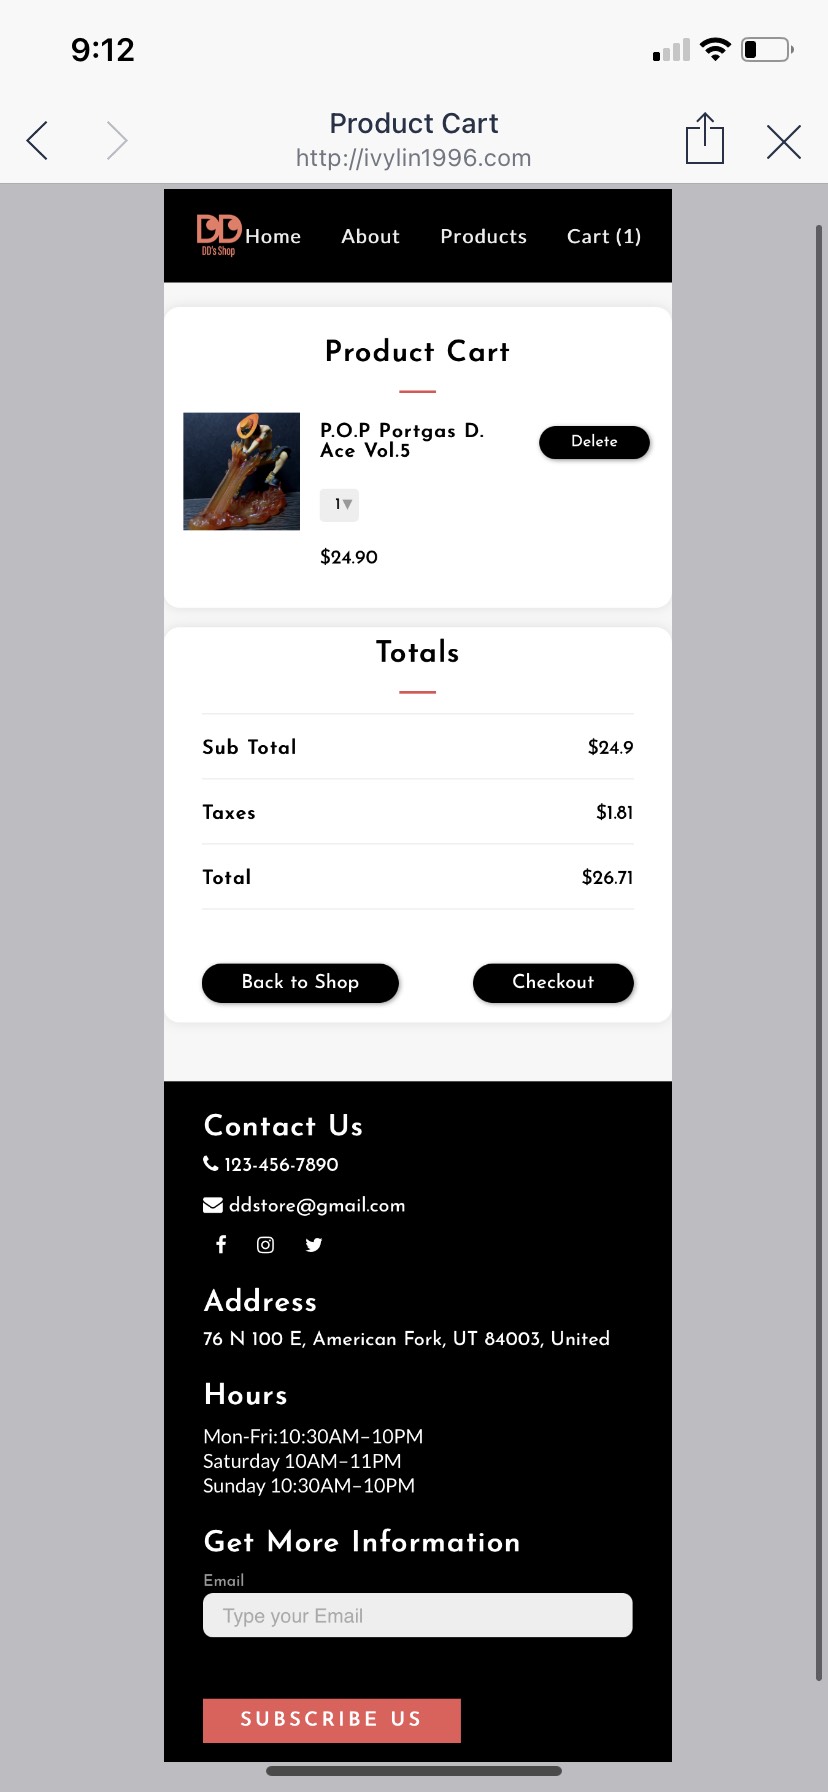 9:12
Product Cart
http://ivylin1996.com
DD
DD's Shop
Home About Products Cart (1)
Product Cart
P.O.P Portgas D.
Ace Vol.5
Delete
1
$24.90
Totals
Sub Total $24.9
Taxes $1.81
Total $26.71
Back to Shop Checkout
Contact Us
123-456-7890
ddstore@gmail.com
Address
76 N 100 E, American Fork, UT 84003, United
Hours
Mon-Fri:10:30AM–10PM
Saturday 10AM–11PM
Sunday 10:30AM–10PM
Get More Information
Email
Type your Email
SUBSCRIBE US